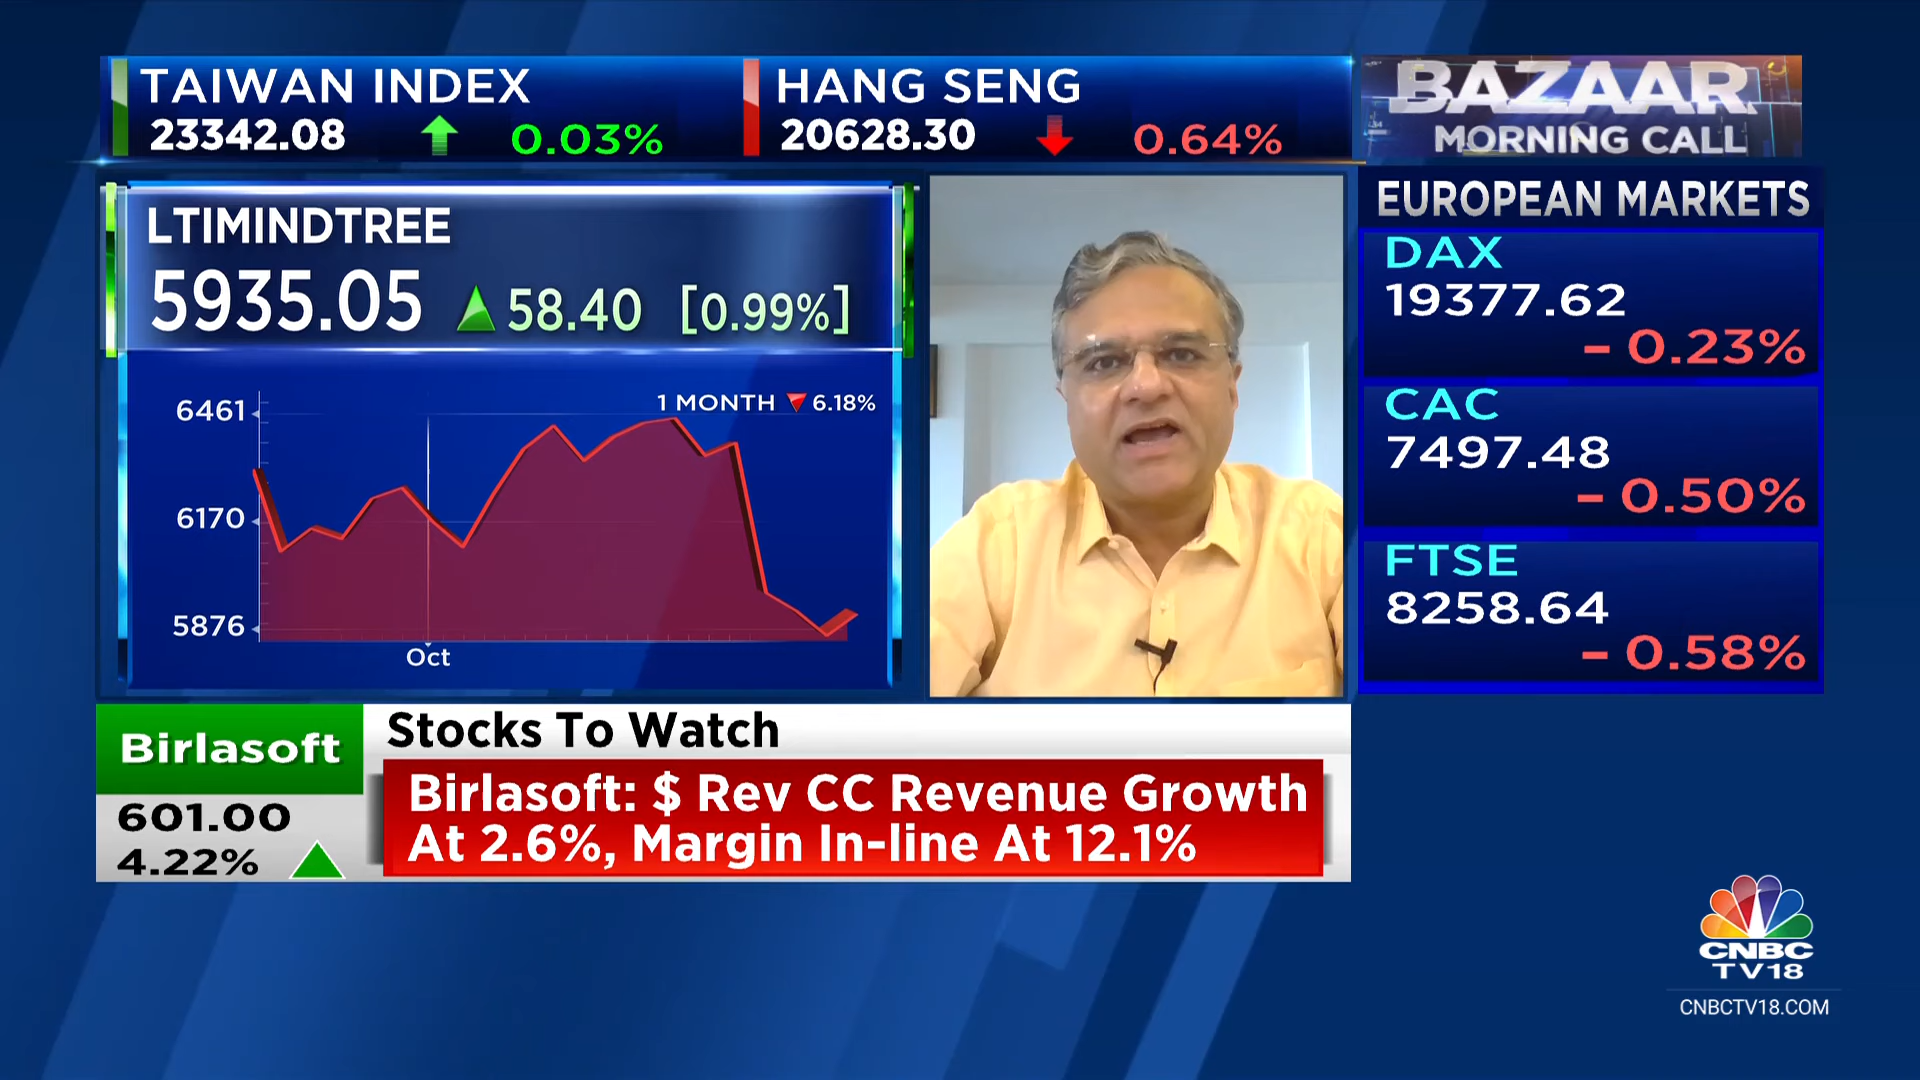 TAIWAN INDEX
23342.08 0.03%
HANG SENG
20628.30 0.64%
BAZAAR
MORNING CALL
LTIMINDTREE
5935.05 58.40 [0.99%]
1 MONTH 6.18%
6461
6170
5876
Oct
EUROPEAN MARKETS
DAX
19377.62
- 0.23%
CAC
7497.48
- 0.50%
FTSE
8258.64
- 0.58%
Birlasoft
601.00
4.22%
Stocks To Watch
Birlasoft: $ Rev CC Revenue Growth
At 2.6%, Margin In-line At 12.1%
CNBC
TV18
CNBCTV18.COM